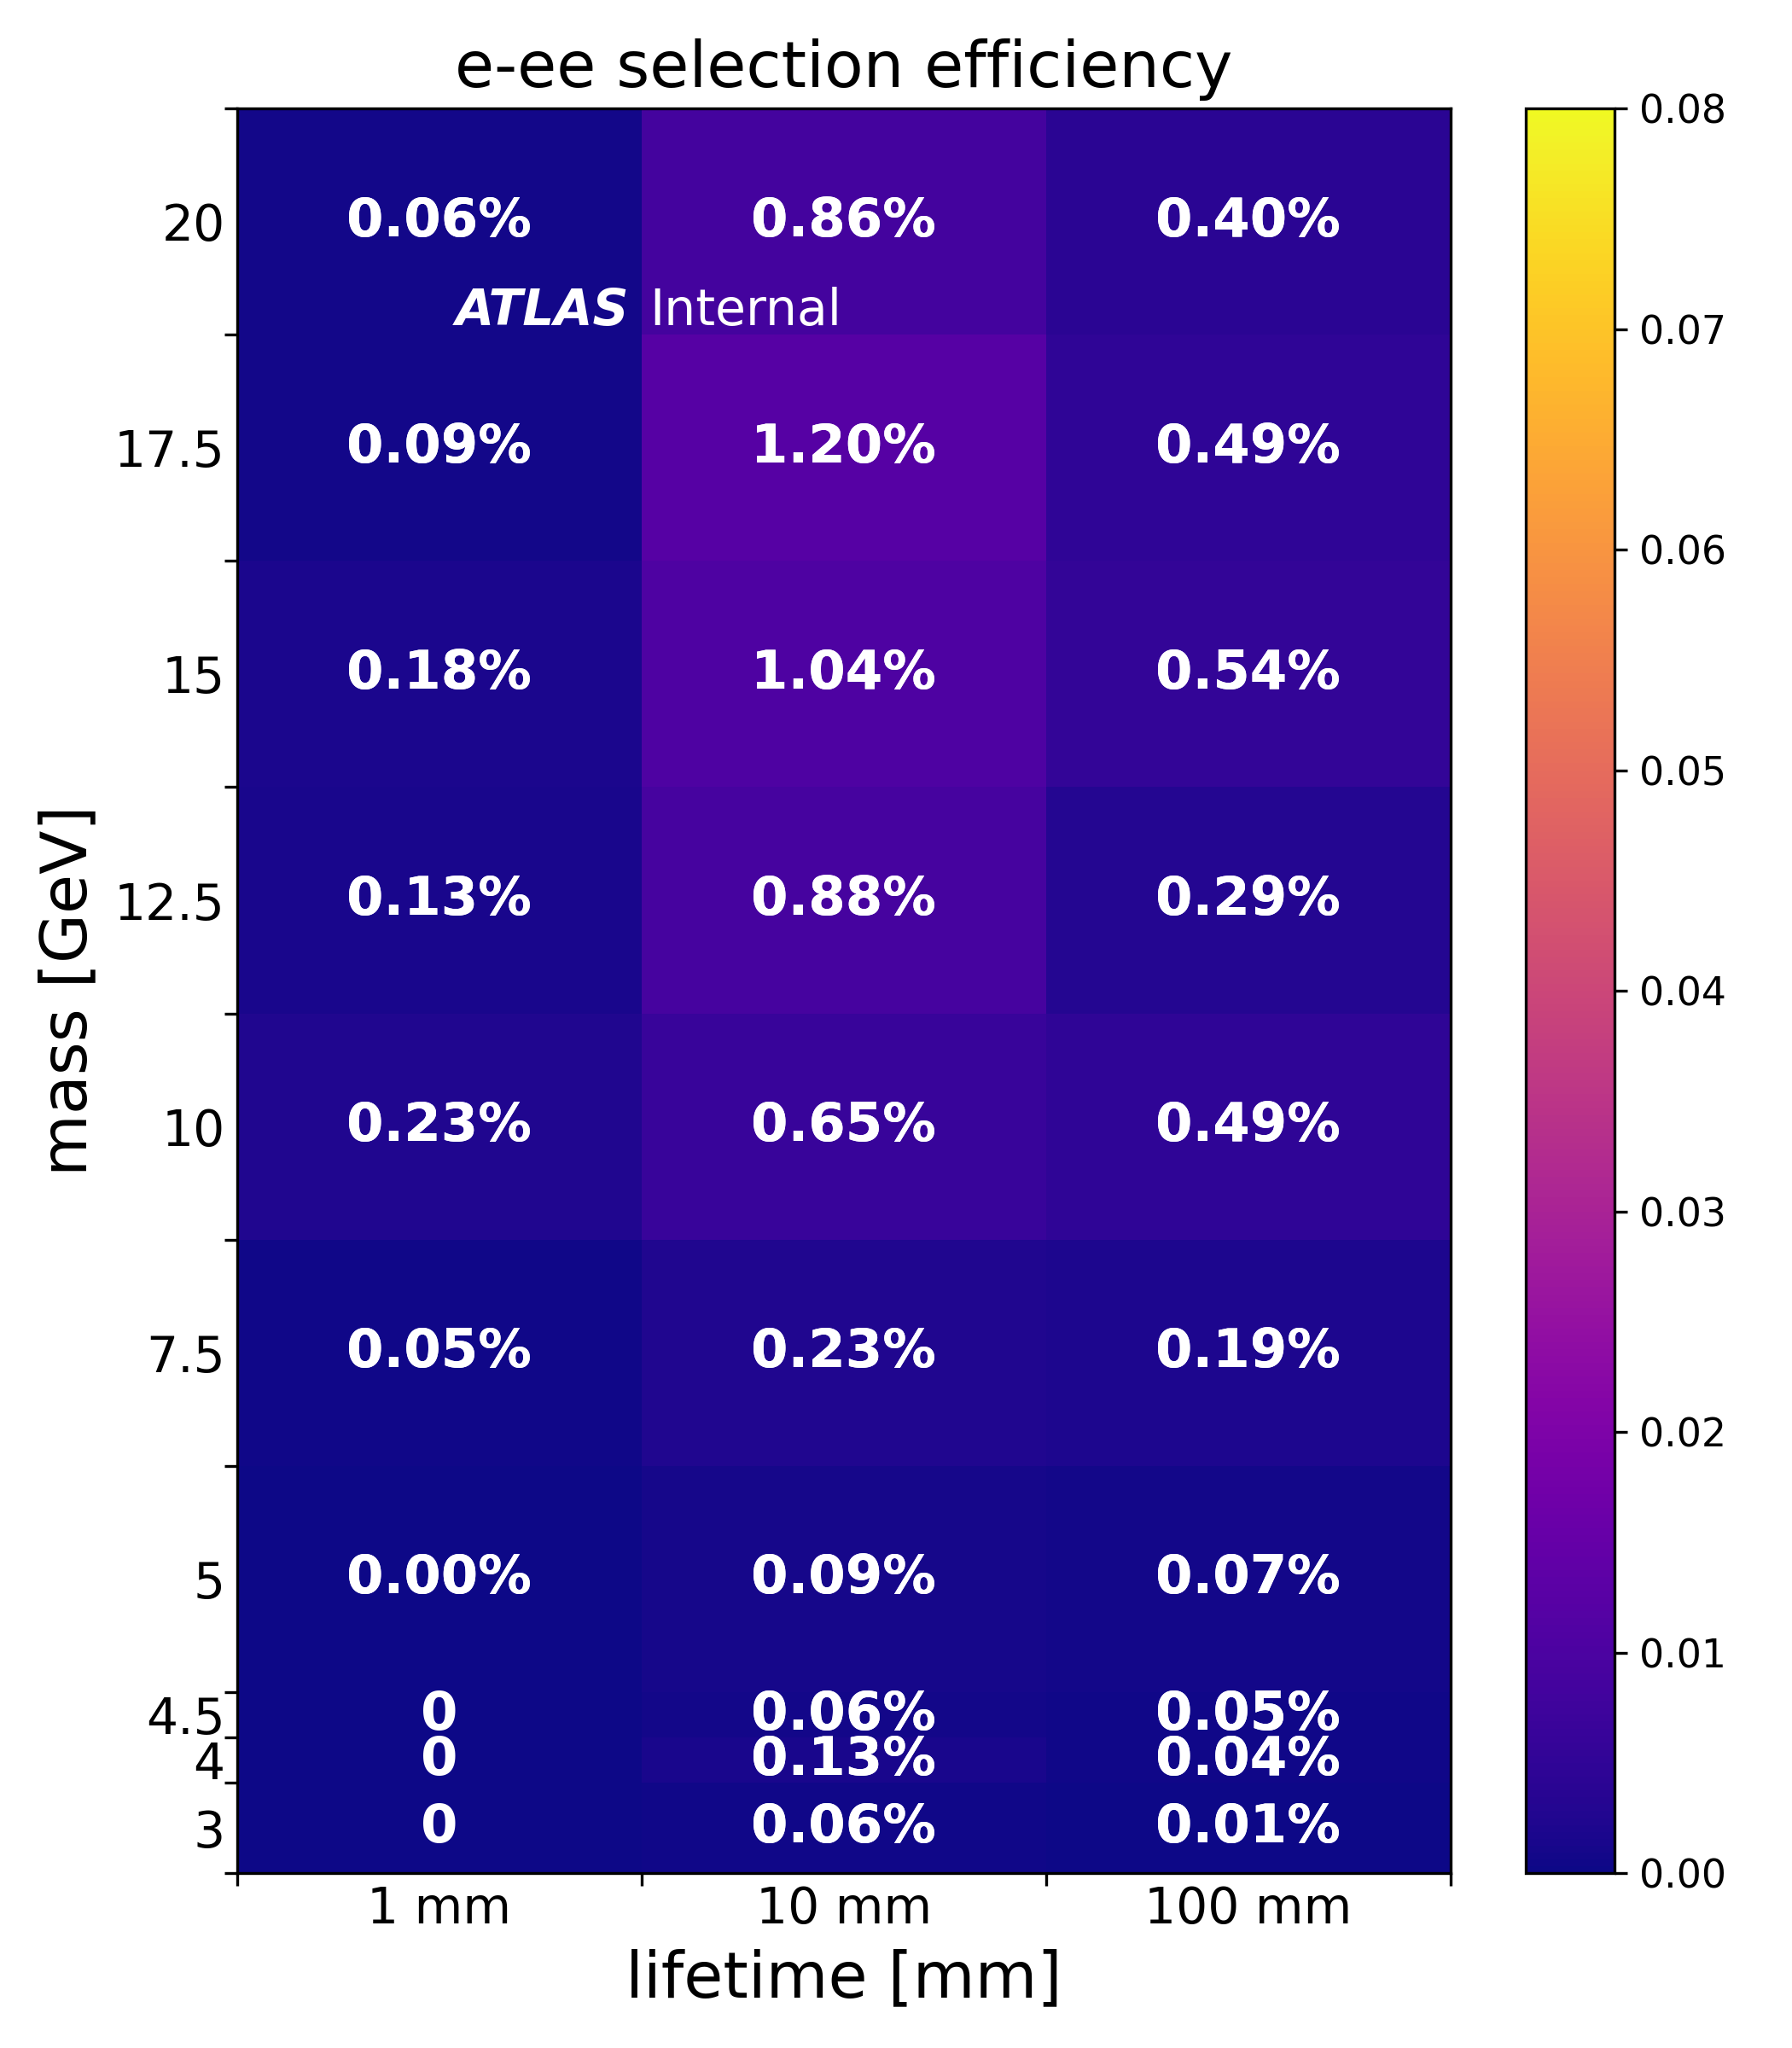 e-ee selection efficiency
0.08
20 0.06% 0.86% 0.40%
ATLAS Internal
0.07
17.5 0.09% 1.20% 0.49%
0.06
15 0.18% 1.04% 0.54%
0.05
12.5 0.13% 0.88% 0.29%
0.04
mass [GeV]
10 0.23% 0.65% 0.49%
0.03
7.5 0.05% 0.23% 0.19%
0.02
5 0.00% 0.09% 0.07%
0.01
4.5 0 0.06% 0.05%
4 0 0.13% 0.04%
3 0 0.06% 0.01%
0.00
1 mm 10 mm 100 mm
lifetime [mm]